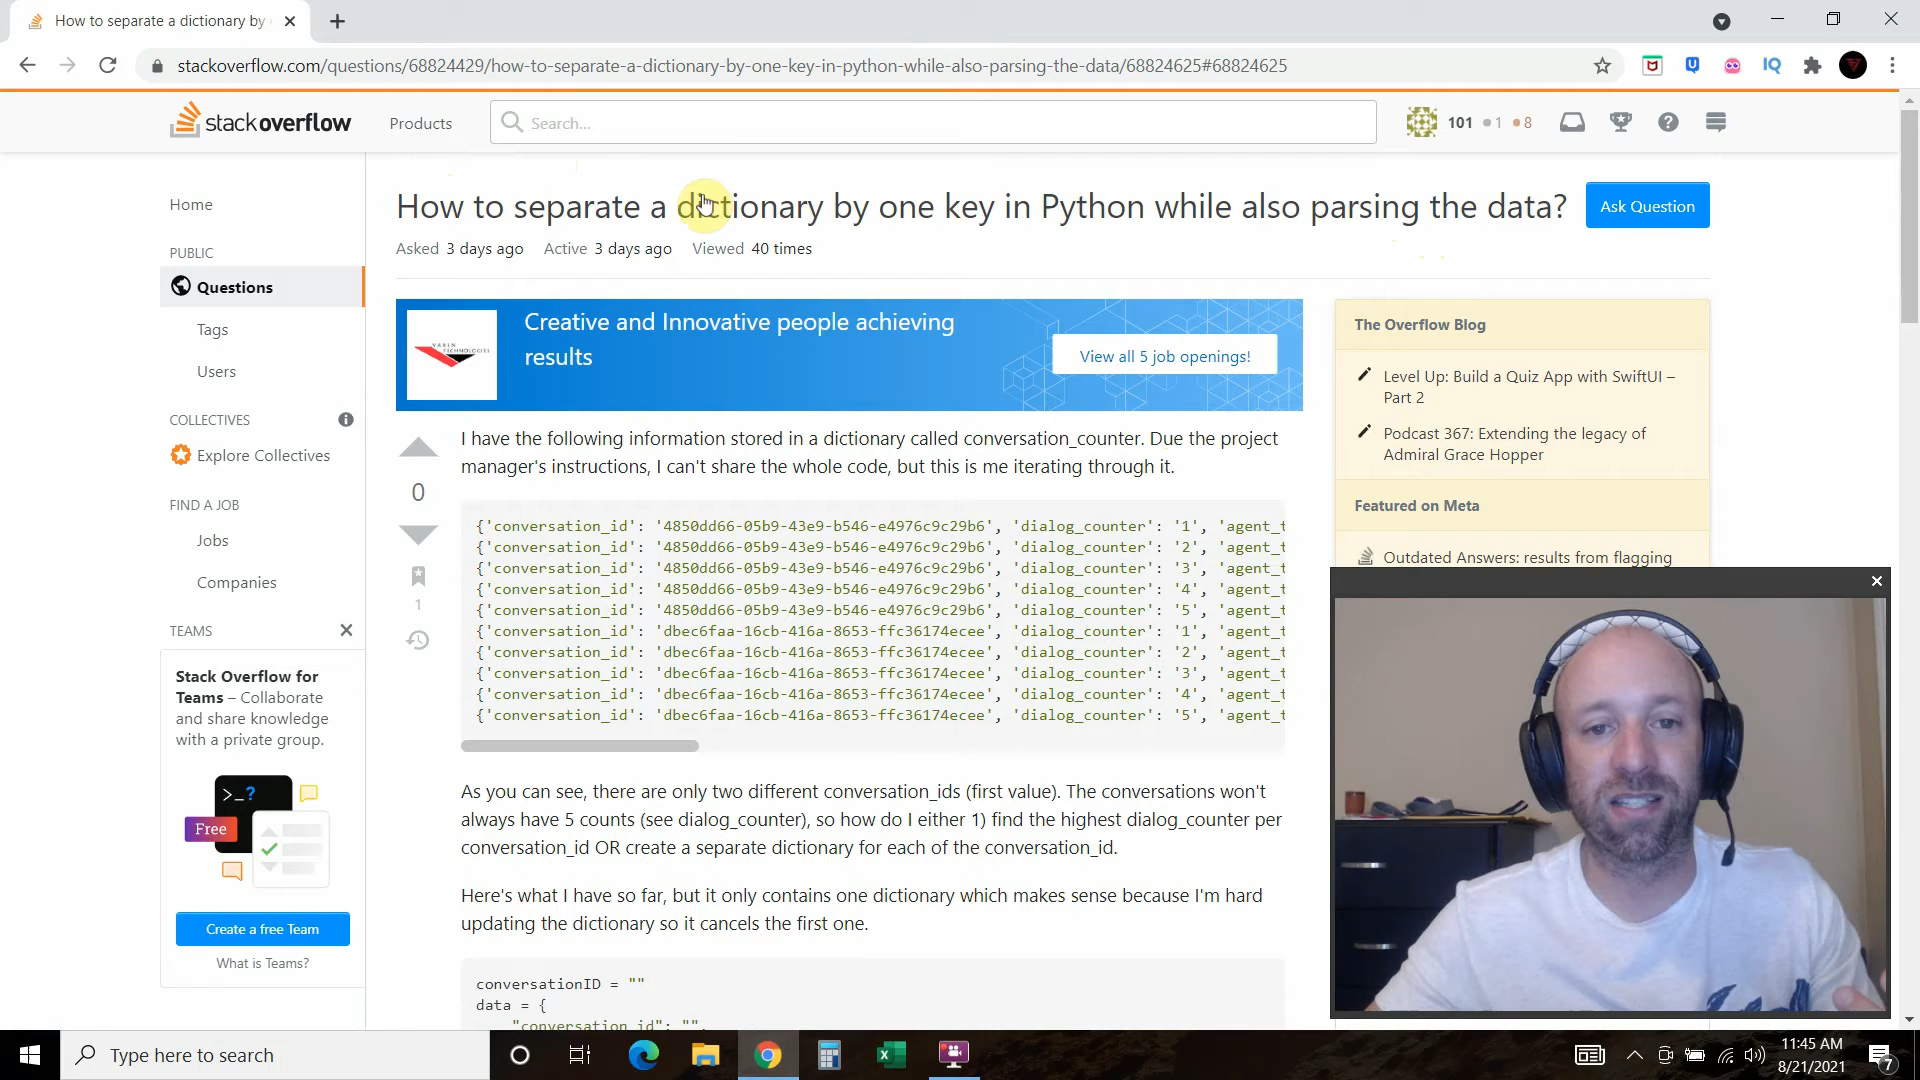 How to separate a dictionary by
stackoverflow.com/questions/68824429/how-to-separate-a-dictionary-by-one-key-in-python-while-also-parsing-the-data/68824625#68824625
IQ
stackoverflow
Products
Search...
101
1
8
Home
PUBLIC
Questions
Tags
Users
COLLECTIVES
Explore Collectives
FIND A JOB
Jobs
Companies
TEAMS
Stack Overflow for
Teams – Collaborate
and share knowledge
with a private group.
>_?
Free
Create a free Team
What is Teams?
How to separate a dictionary by one key in Python while also parsing the data?
Ask Question
Asked 3 days ago Active 3 days ago Viewed 40 times
VAREN
TECHNOLOGIES
Creative and Innovative people achieving
results
View all 5 job openings!
0
1
I have the following information stored in a dictionary called conversation_counter. Due the project
manager's instructions, I can't share the whole code, but this is me iterating through it.
{'conversation_id': '4850dd66-05b9-43e9-b546-e4976c9c29b6', 'dialog_counter': '1', 'agent_t
{'conversation_id': '4850dd66-05b9-43e9-b546-e4976c9c29b6', 'dialog_counter': '2', 'agent_t
{'conversation_id': '4850dd66-05b9-43e9-b546-e4976c9c29b6', 'dialog_counter': '3', 'agent_t
{'conversation_id': '4850dd66-05b9-43e9-b546-e4976c9c29b6', 'dialog_counter': '4', 'agent_t
{'conversation_id': '4850dd66-05b9-43e9-b546-e4976c9c29b6', 'dialog_counter': '5', 'agent_t
{'conversation_id': 'dbec6faa-16cb-416a-8653-ffc36174ecee', 'dialog_counter': '1', 'agent_t
{'conversation_id': 'dbec6faa-16cb-416a-8653-ffc36174ecee', 'dialog_counter': '2', 'agent_t
{'conversation_id': 'dbec6faa-16cb-416a-8653-ffc36174ecee', 'dialog_counter': '3', 'agent_t
{'conversation_id': 'dbec6faa-16cb-416a-8653-ffc36174ecee', 'dialog_counter': '4', 'agent_t
{'conversation_id': 'dbec6faa-16cb-416a-8653-ffc36174ecee', 'dialog_counter': '5', 'agent_t
As you can see, there are only two different conversation_ids (first value). The conversations won't
always have 5 counts (see dialog_counter), so how do I either 1) find the highest dialog_counter per
conversation_id OR create a separate dictionary for each of the conversation_id.
Here's what I have so far, but it only contains one dictionary which makes sense because I'm hard
updating the dictionary so it cancels the first one.
conversationID = ""
data = {
"conversation_id": "",
The Overflow Blog
Level Up: Build a Quiz App with SwiftUI –
Part 2
Podcast 367: Extending the legacy of
Admiral Grace Hopper
Featured on Meta
Outdated Answers: results from flagging
Type here to search
11:45 AM
8/21/2021
7